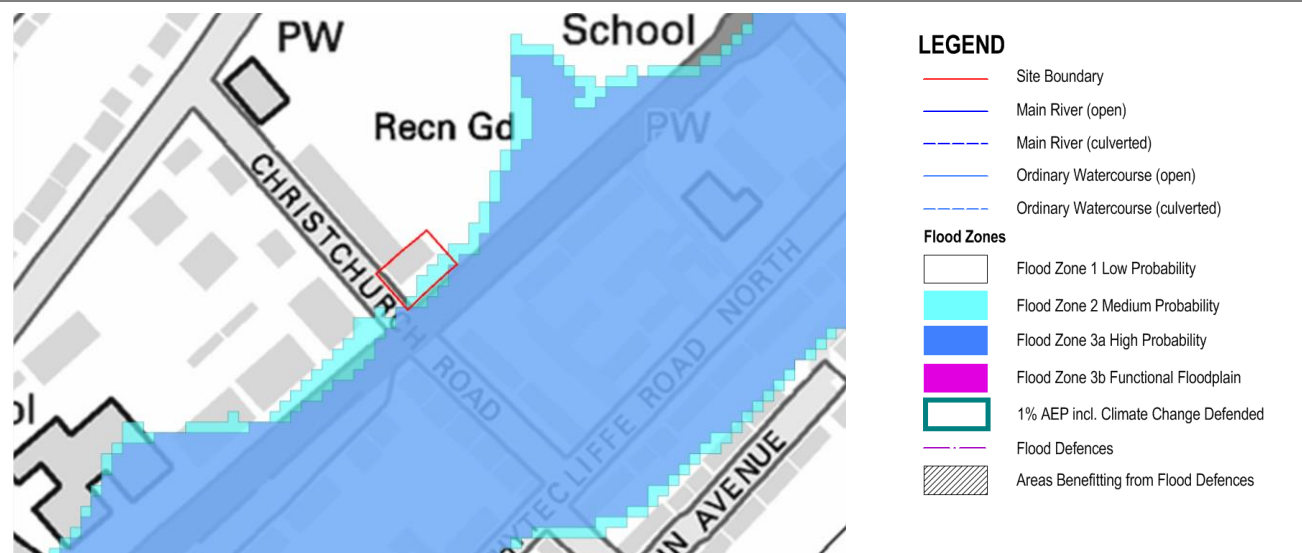 PW
School
Recn Gd
PW
CHRISTCHURCH ROAD
WHYTECLIFFE ROAD NORTH
N AVENUE
ol
LEGEND
Site Boundary
Main River (open)
Main River (culverted)
Ordinary Watercourse (open)
Ordinary Watercourse (culverted)
Flood Zones
Flood Zone 1 Low Probability
Flood Zone 2 Medium Probability
Flood Zone 3a High Probability
Flood Zone 3b Functional Floodplain
1% AEP incl. Climate Change Defended
Flood Defences
Areas Benefitting from Flood Defences